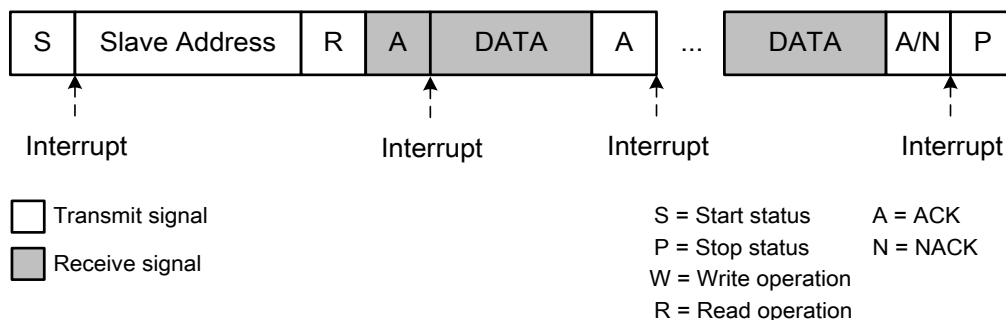 S Slave Address R A DATA A ... DATA A/N P
Interrupt Interrupt Interrupt Interrupt
Transmit signal
Receive signal
S = Start status A = ACK
P = Stop status N = NACK
W = Write operation
R = Read operation